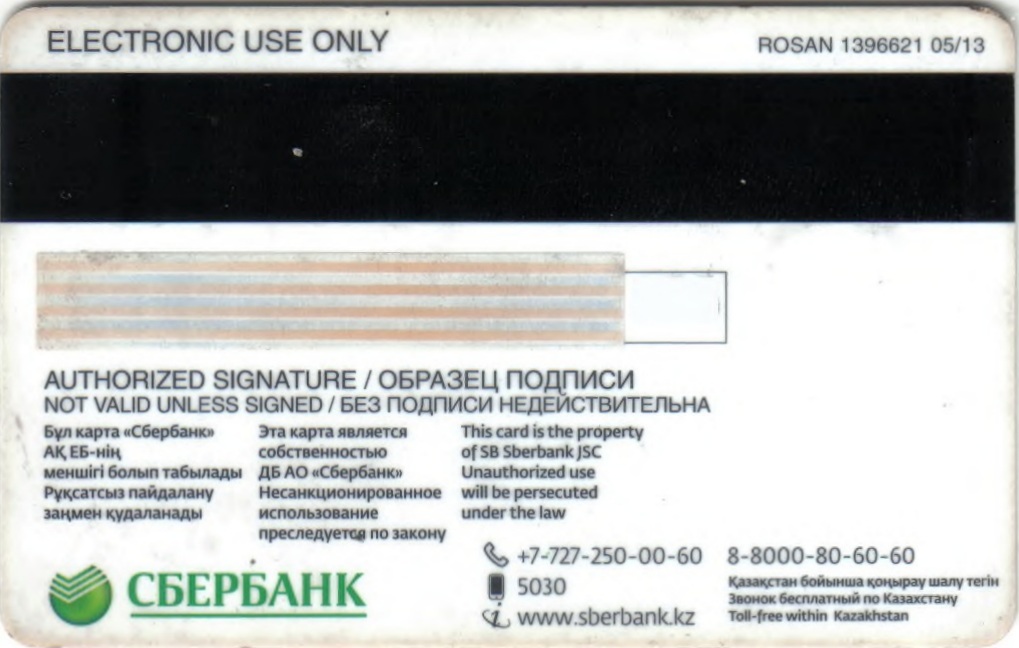 ELECTRONIC USE ONLY
ROSAN 1396621 05/13
AUTHORIZED SIGNATURE / ОБРАЗЕЦ ПОДПИСИ
NOT VALID UNLESS SIGNED / БЕЗ ПОДПИСИ НЕДЕЙСТВИТЕЛЬНА
Бұл карта «Сбербанк»
АҚ ЕБ-нің
меншігі болып табылады
Рұқсатсыз пайдалану
заңмен қудаланады
Эта карта является
собственностью
ДБ АО «Сбербанк»
Несанкционированное
использование
преследуется по закону
This card is the property
of SB Sberbank JSC
Unauthorized use
will be persecuted
under the law
СБЕРБАНК
+7-727-250-00-60
5030
www.sberbank.kz
8-8000-80-60-60
Қазақстан бойынша қоңырау шалу тегін
Звонок бесплатный по Казахстану
Toll-free within Kazakhstan